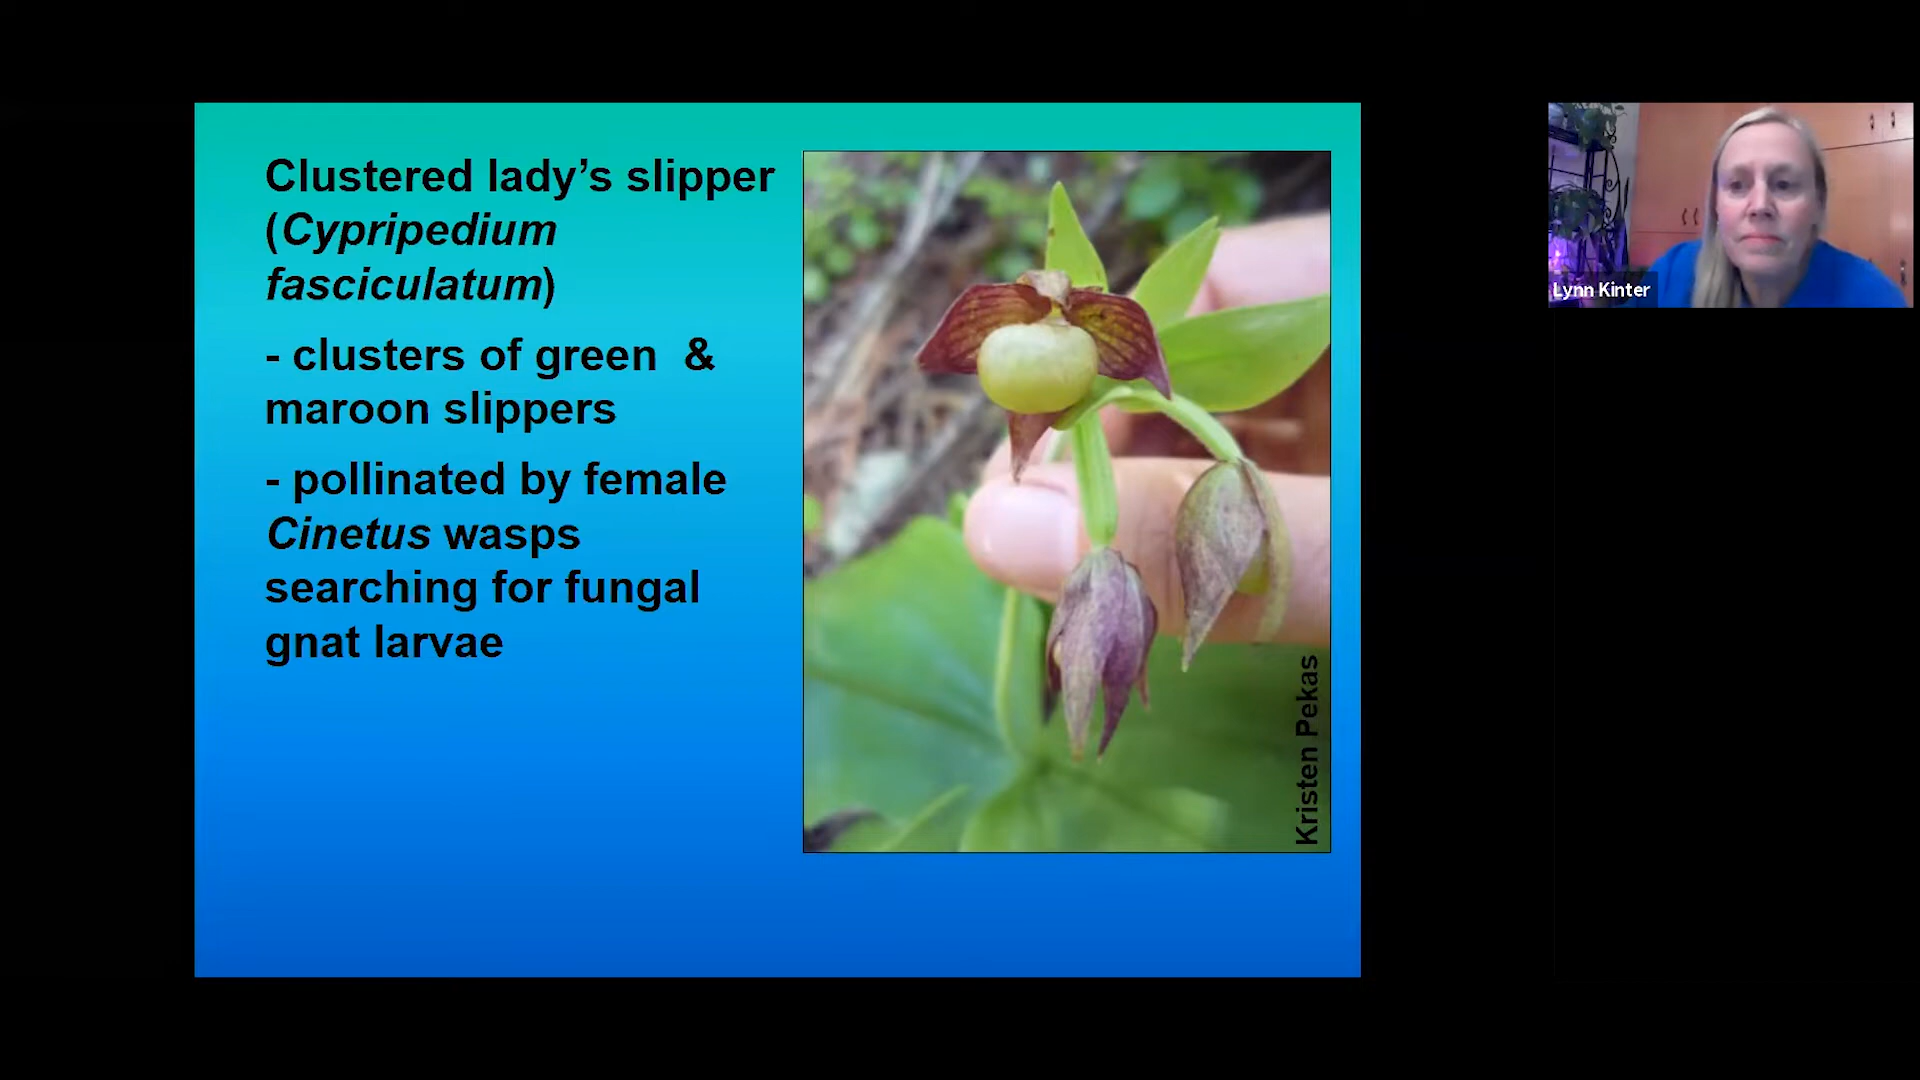 Clustered lady’s slipper
(Cypripedium
fasciculatum)
- clusters of green  &
maroon slippers
- pollinated by female
Cinetus wasps
searching for fungal
gnat larvae
Kristen Pekas
Lynn Kinter